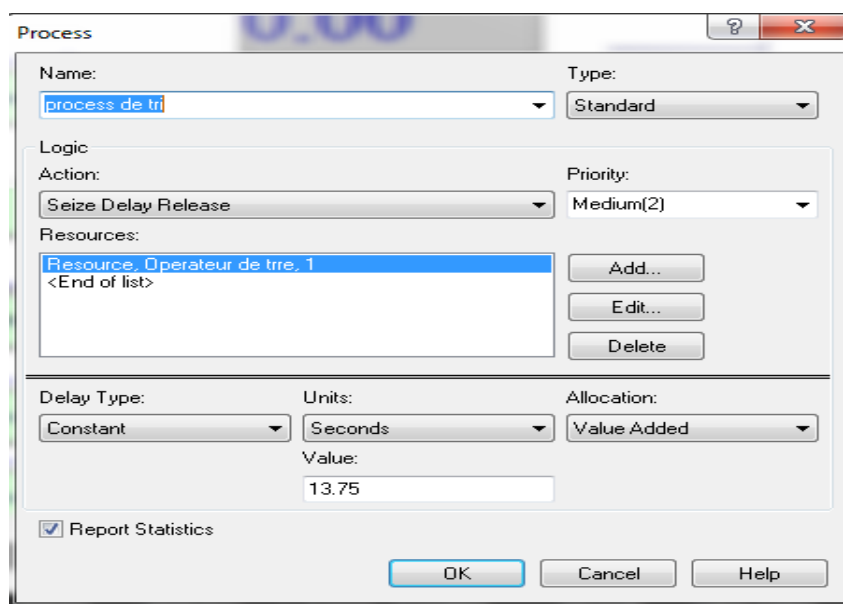 0.00
Process
Name:
Type:
process de tri
Standard
Logic
Action:
Priority:
Seize Delay Release
Medium(2)
Resources:
Resource, Operateur de trre, 1
<End of list>
Add...
Edit...
Delete
Delay Type:
Units:
Allocation:
Constant
Seconds
Value Added
Value:
13.75
Report Statistics
OK
Cancel
Help